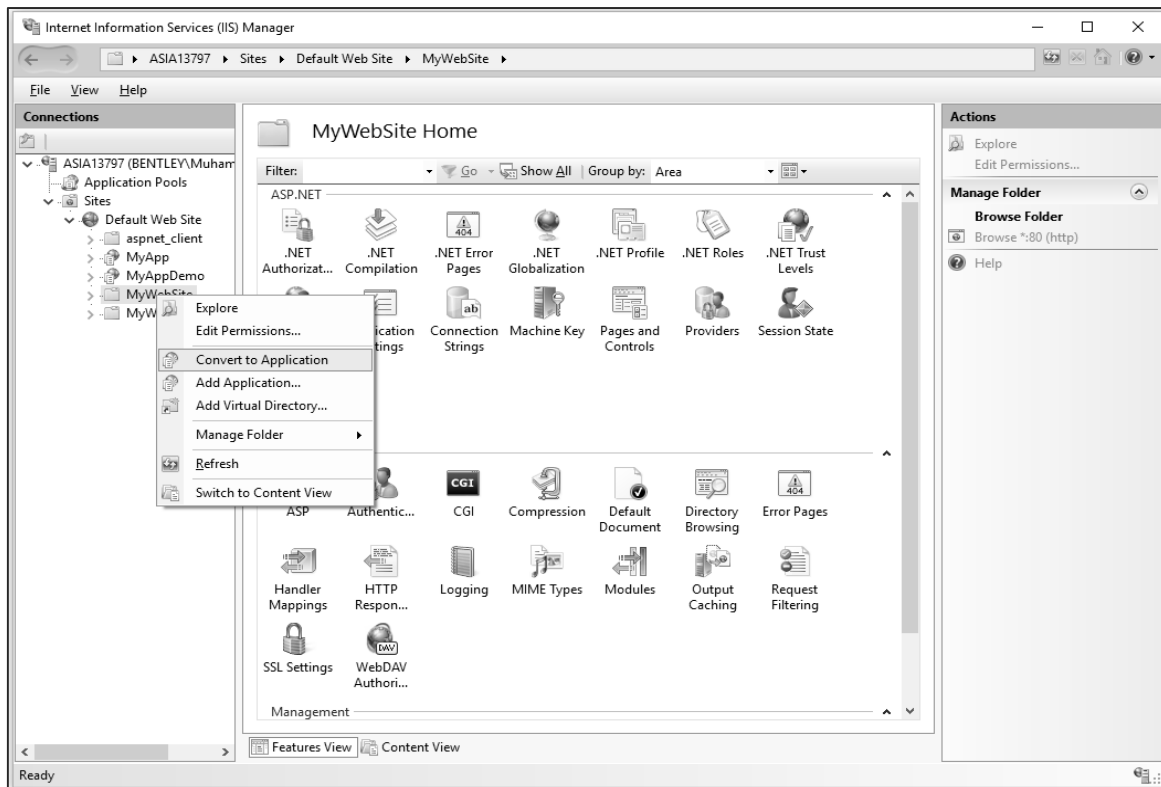 Internet Information Services (IIS) Manager
ASIA13797 Sites Default Web Site MyWebSite
File View Help
Connections
ASIA13797 (BENTLEY\Muham
Application Pools
Sites
Default Web Site
aspnet_client
MyApp
MyAppDemo
MyWebSite
MyW
Explore
Edit Permissions...
Convert to Application
Add Application...
Add Virtual Directory...
Manage Folder
Refresh
Switch to Content View
MyWebSite Home
Filter: Go Show All Group by: Area
ASP.NET
.NET Authorizat...
.NET Compilation
.NET Error Pages
.NET Globalization
.NET Profile
.NET Roles
.NET Trust Levels
ication
tings
Connection Strings
Machine Key
Pages and Controls
Providers
Session State
ASP
Authentic...
CGI
Compression
Default Document
Directory Browsing
Error Pages
Handler Mappings
HTTP Respon...
Logging
MIME Types
Modules
Output Caching
Request Filtering
SSL Settings
WebDAV Authori...
Management
Features View Content View
Actions
Explore
Edit Permissions...
Manage Folder
Browse Folder
Browse *:80 (http)
Help
Ready